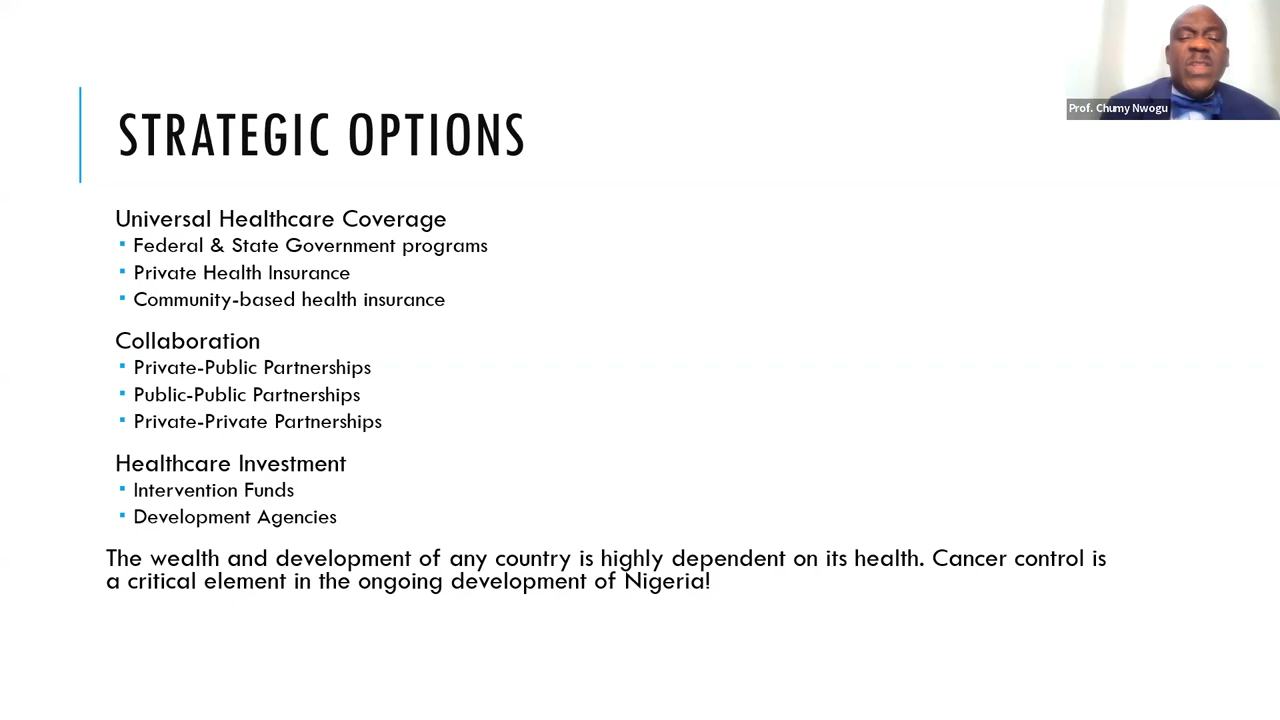 Prof. Chumy Nwogu
STRATEGIC OPTIONS
Universal Healthcare Coverage
▪ Federal & State Government programs
▪ Private Health Insurance
▪ Community-based health insurance
Collaboration
▪ Private-Public Partnerships
▪ Public-Public Partnerships
▪ Private-Private Partnerships
Healthcare Investment
▪ Intervention Funds
▪ Development Agencies
The wealth and development of any country is highly dependent on its health. Cancer control is
a critical element in the ongoing development of Nigeria!